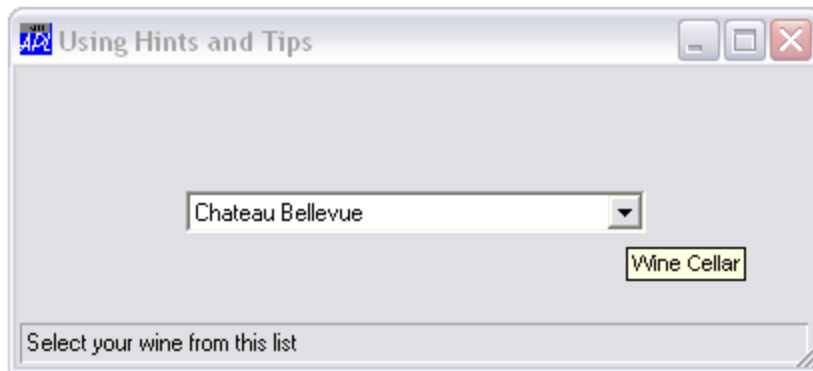 APL Using Hints and Tips
Chateau Bellevue
Wine Cellar
Select your wine from this list